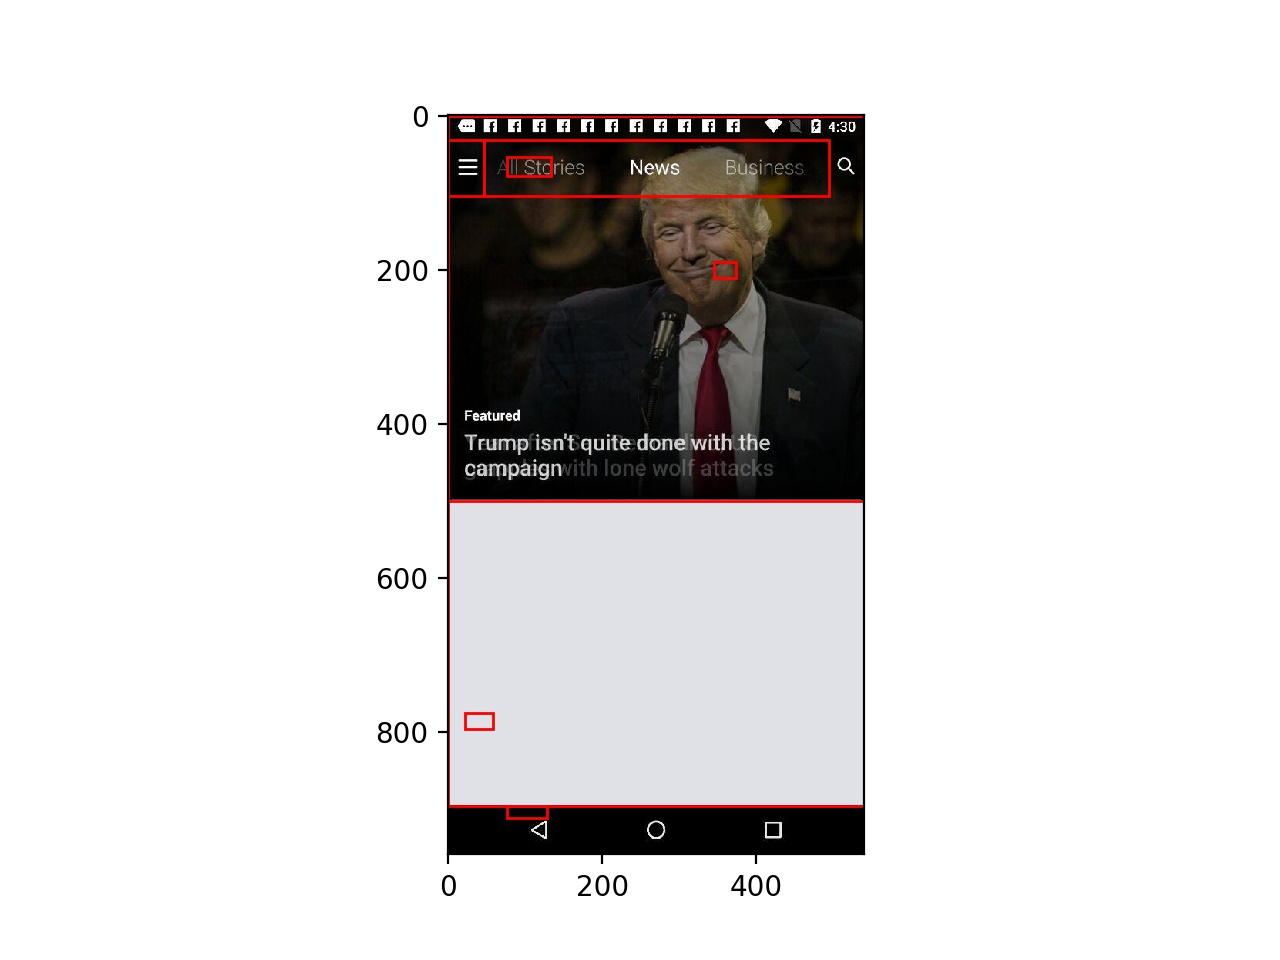 0
4:30
All Stories
News
Business
200
400
Featured
Trump isn't quite done with the
campaign
with lone wolf attacks
600
800
0
200
400